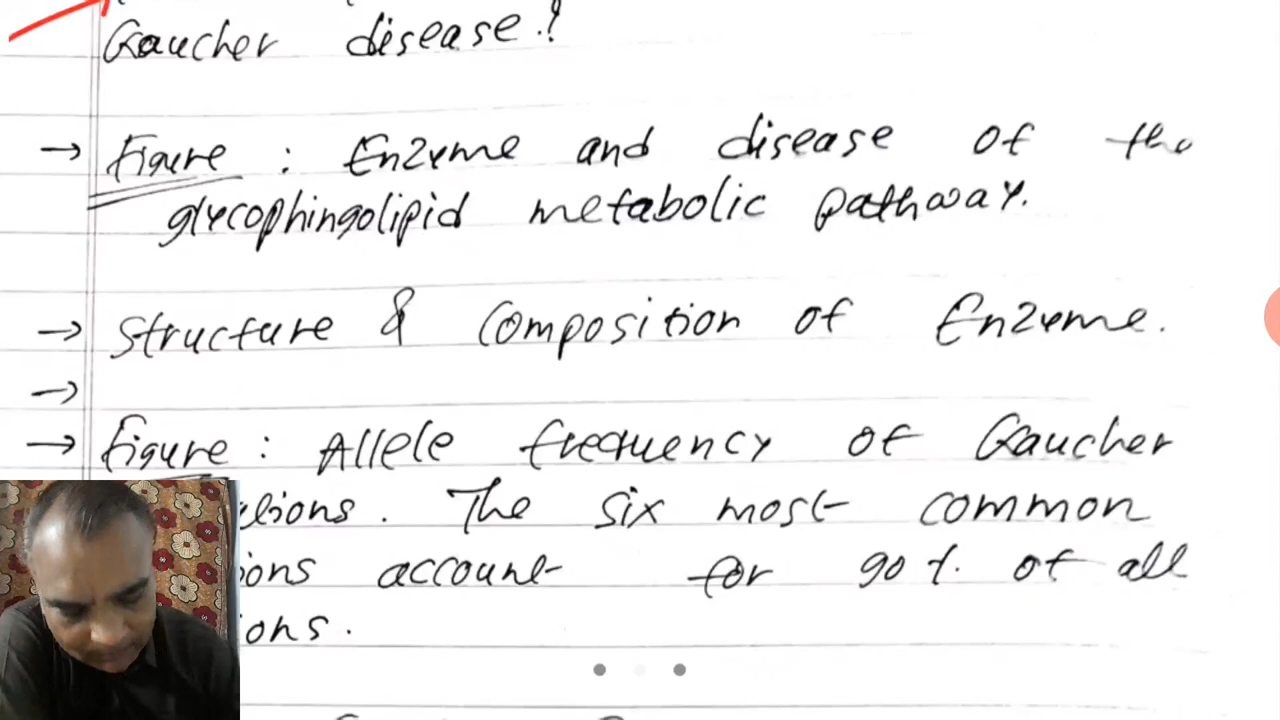 Gaucher disease?
→ Figure : Enzyme and disease of the
glycophingolipid metabolic pathway.
→ Structure & Composition of Enzyme.
→
→ Figure : Allele frequency of Gaucher
. The six most common
account for 90 %. of all